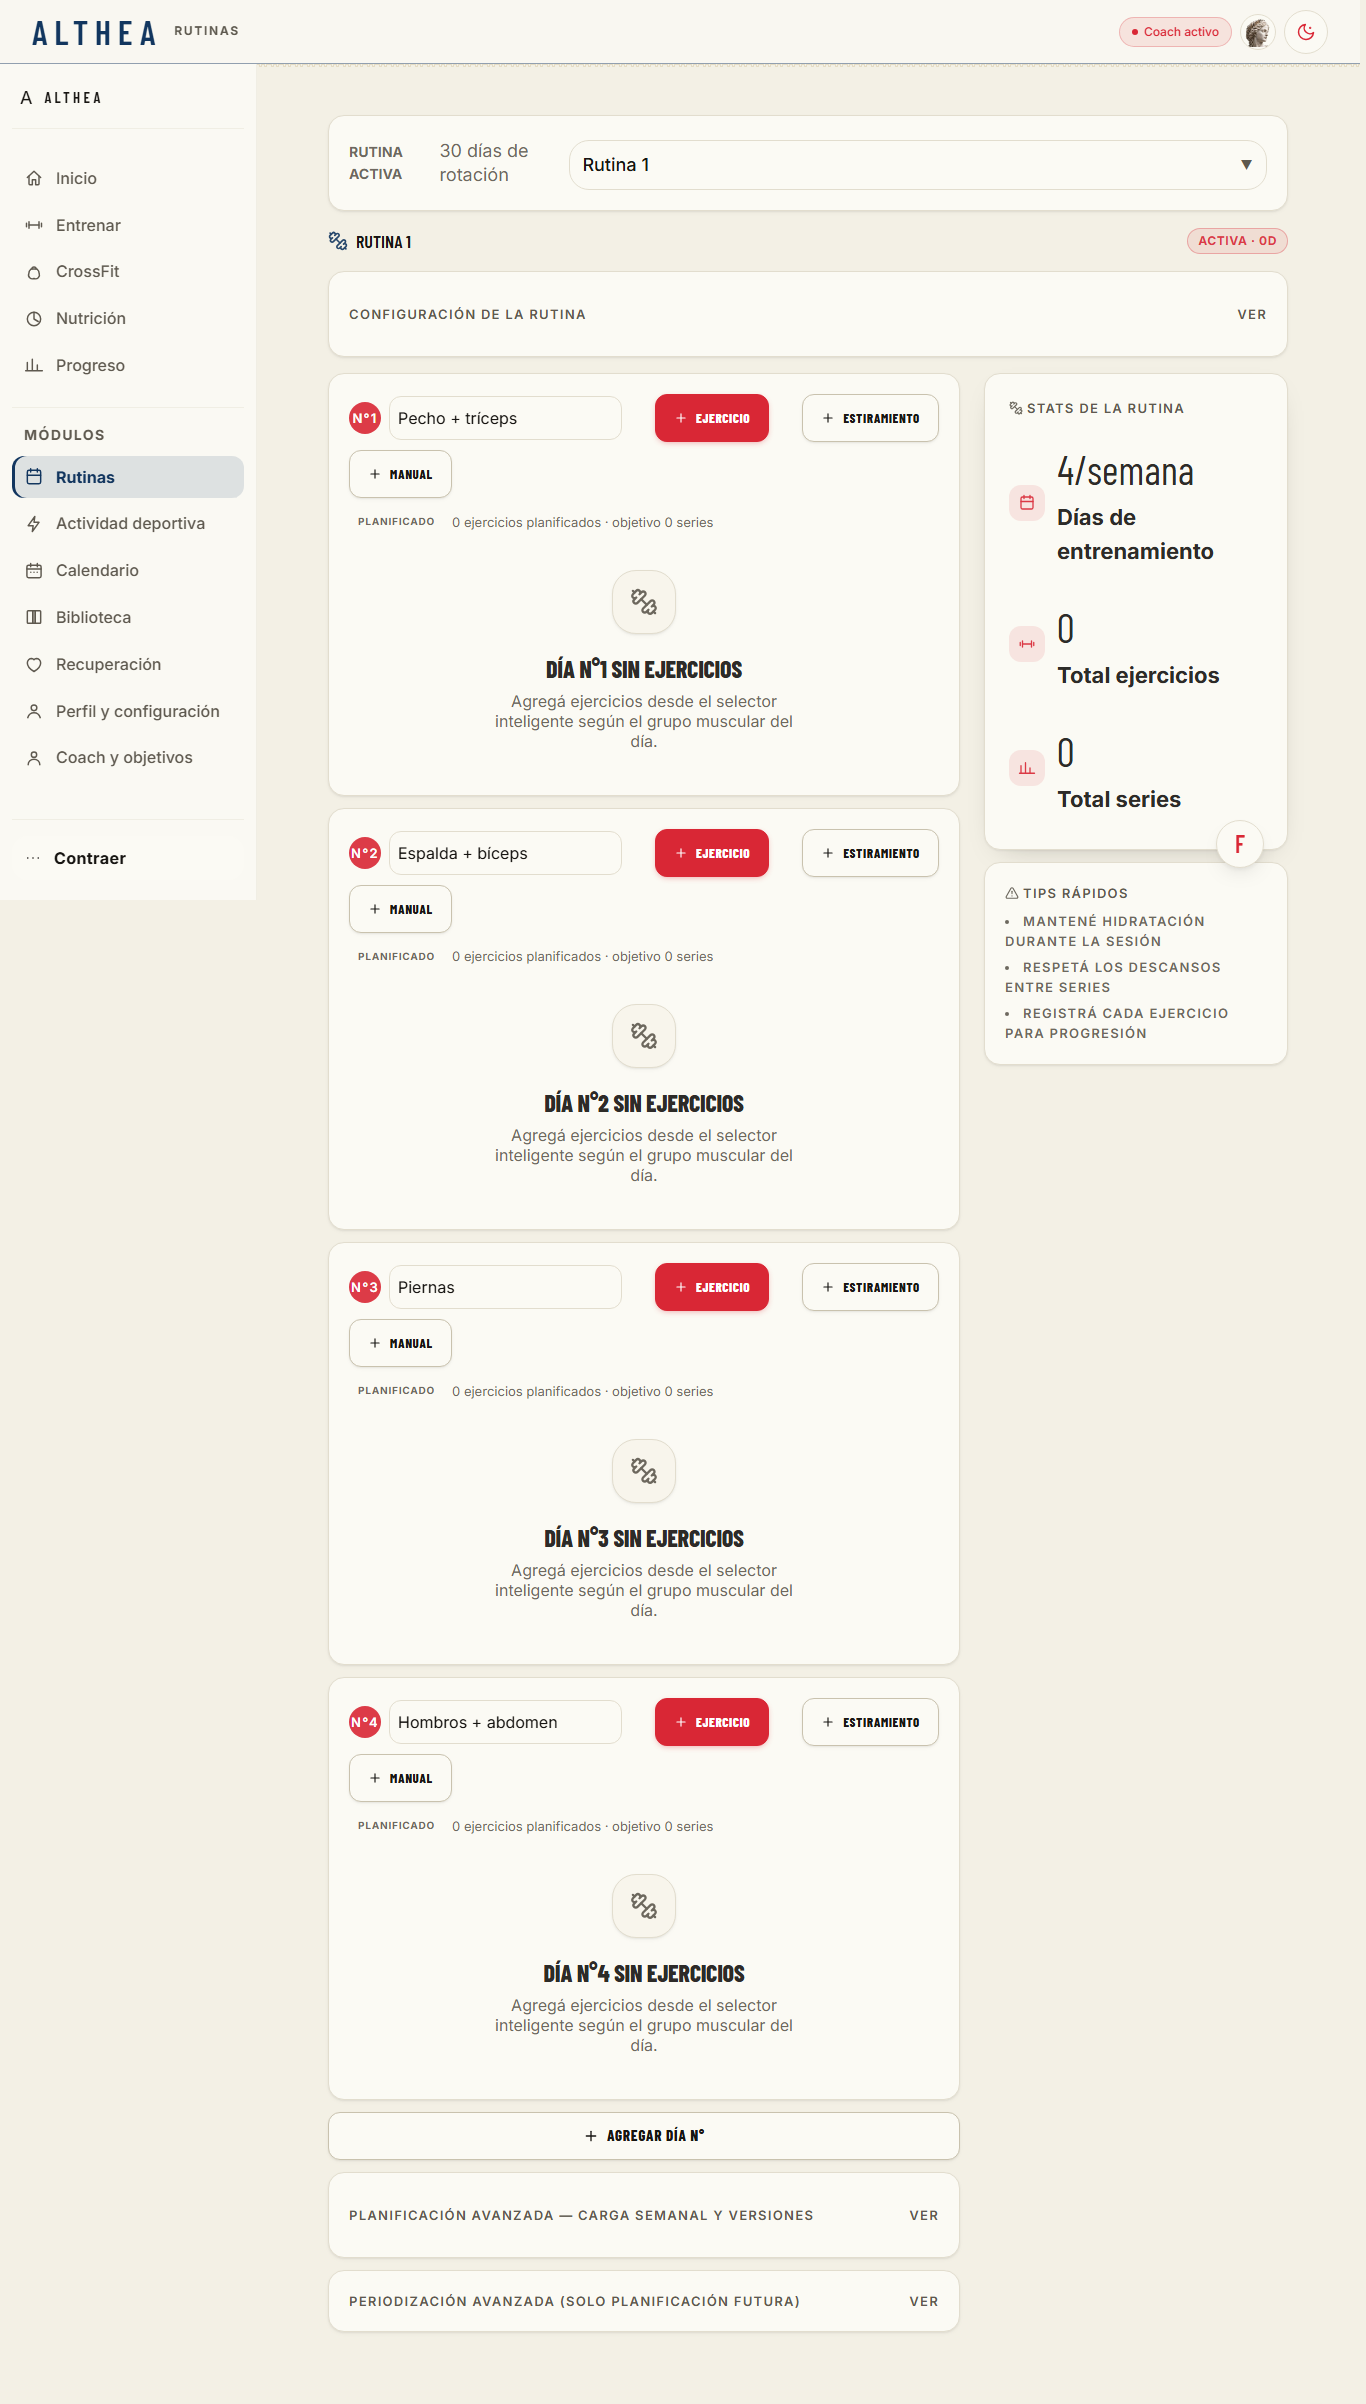 ALTHEA RUTINAS
Coach activo
A ALTHEA
Inicio
Entrenar
CrossFit
Nutrición
Progreso
MÓDULOS
Rutinas
Actividad deportiva
Calendario
Biblioteca
Recuperación
Perfil y configuración
Coach y objetivos
... Contraer
RUTINA
ACTIVA
30 días de
rotación
Rutina 1
RUTINA 1
ACTIVA · 0D
CONFIGURACIÓN DE LA RUTINA VER
N°1 Pecho + tríceps + EJERCICIO + ESTIRAMIENTO
+ MANUAL
PLANIFICADO 0 ejercicios planificados · objetivo 0 series
DÍA N°1 SIN EJERCICIOS
Agregá ejercicios desde el selector
inteligente según el grupo muscular del
día.
N°2 Espalda + bíceps + EJERCICIO + ESTIRAMIENTO
+ MANUAL
PLANIFICADO 0 ejercicios planificados · objetivo 0 series
DÍA N°2 SIN EJERCICIOS
Agregá ejercicios desde el selector
inteligente según el grupo muscular del
día.
N°3 Piernas + EJERCICIO + ESTIRAMIENTO
+ MANUAL
PLANIFICADO 0 ejercicios planificados · objetivo 0 series
DÍA N°3 SIN EJERCICIOS
Agregá ejercicios desde el selector
inteligente según el grupo muscular del
día.
N°4 Hombros + abdomen + EJERCICIO + ESTIRAMIENTO
+ MANUAL
PLANIFICADO 0 ejercicios planificados · objetivo 0 series
DÍA N°4 SIN EJERCICIOS
Agregá ejercicios desde el selector
inteligente según el grupo muscular del
día.
+ AGREGAR DÍA N°
PLANIFICACIÓN AVANZADA — CARGA SEMANAL Y VERSIONES VER
PERIODIZACIÓN AVANZADA (SOLO PLANIFICACIÓN FUTURA) VER
STATS DE LA RUTINA
4/semana
Días de
entrenamiento
0
Total ejercicios
0
Total series
F
TIPS RÁPIDOS
• MANTENÉ HIDRATACIÓN
DURANTE LA SESIÓN
• RESPETÁ LOS DESCANSOS
ENTRE SERIES
• REGISTRÁ CADA EJERCICIO
PARA PROGRESIÓN